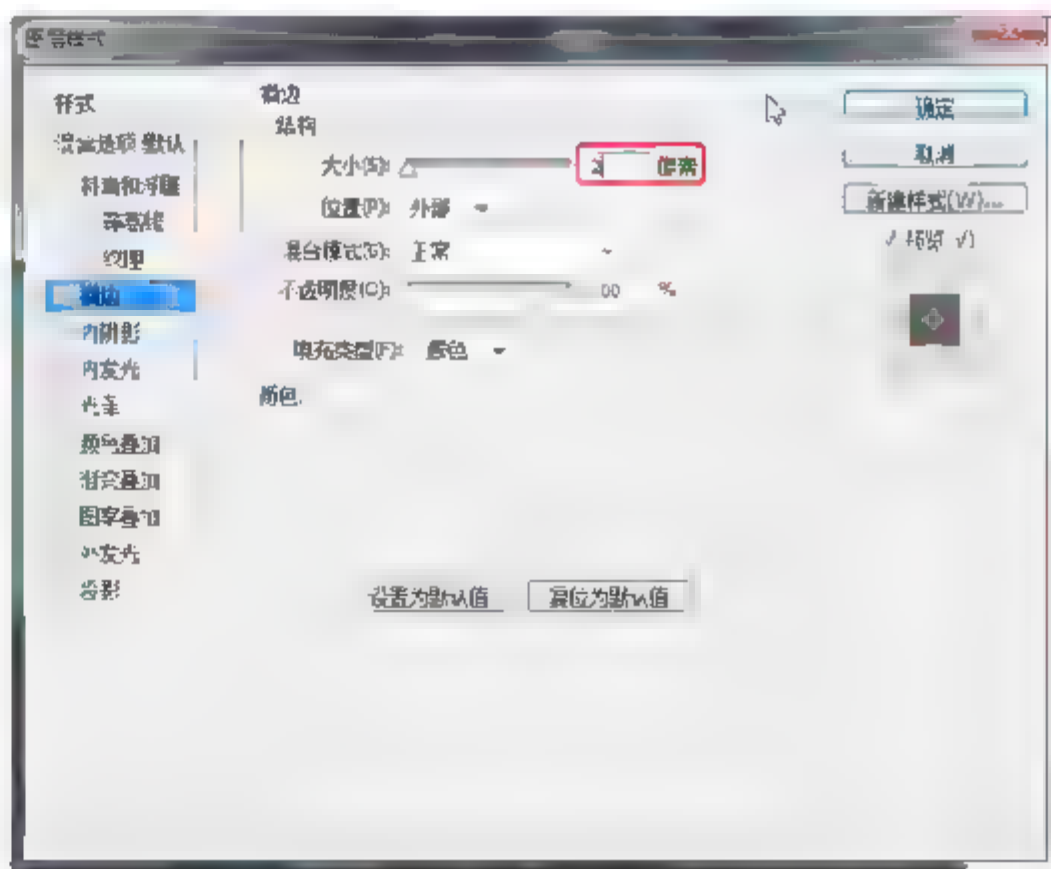 图层样式
样式
混合选项:默认
斜面和浮雕
等高线
纹理
描边
内阴影
内发光
光泽
颜色叠加
渐变叠加
图案叠加
外发光
投影
描边
结构
大小(S): 像素
位置(P): 外部
混合模式(B): 正常
不透明度(O): %
填充类型(F): 颜色
颜色:
设置为默认值 复位为默认值
确定
取消
新建样式(W)...
预览(V)